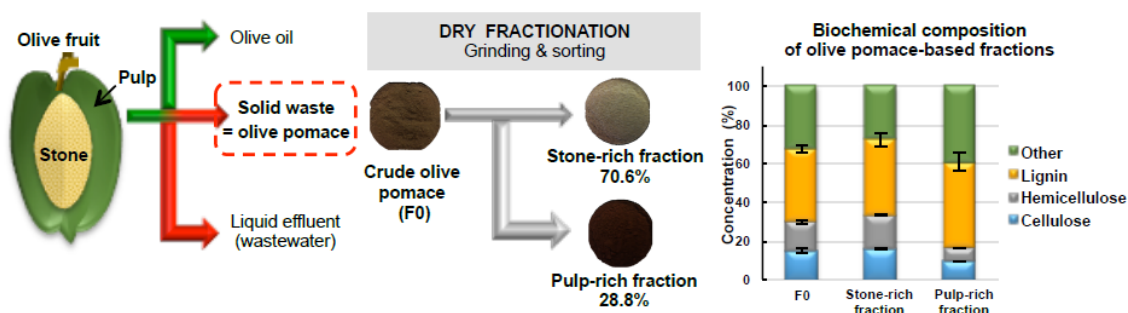 Olive fruit
Pulp
Stone
Olive oil
Solid waste
= olive pomace
Liquid effluent
(wastewater)
DRY FRACTIONATION
Grinding & sorting
Crude olive
pomace
(F0)
Stone-rich fraction
70.6%
Pulp-rich fraction
28.8%
Biochemical composition
of olive pomace-based fractions
Concentration (%)
100
80
60
40
20
0
F0
Stone-rich
fraction
Pulp-rich
fraction
Other
Lignin
Hemicellulose
Cellulose